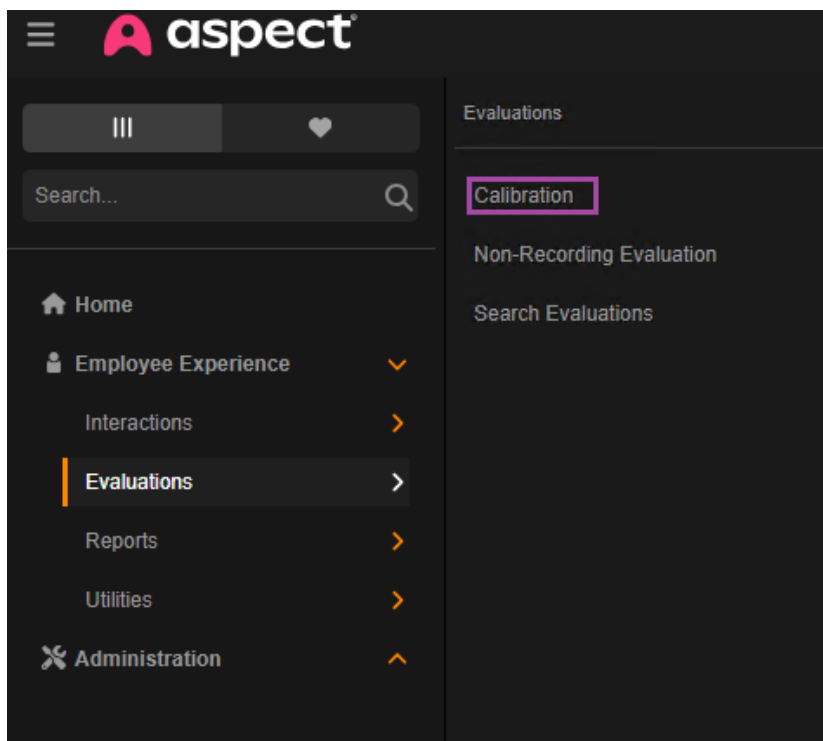 aspect
Search...
Home
Employee Experience
Interactions
Evaluations
Reports
Utilities
Administration
Evaluations
Calibration
Non-Recording Evaluation
Search Evaluations